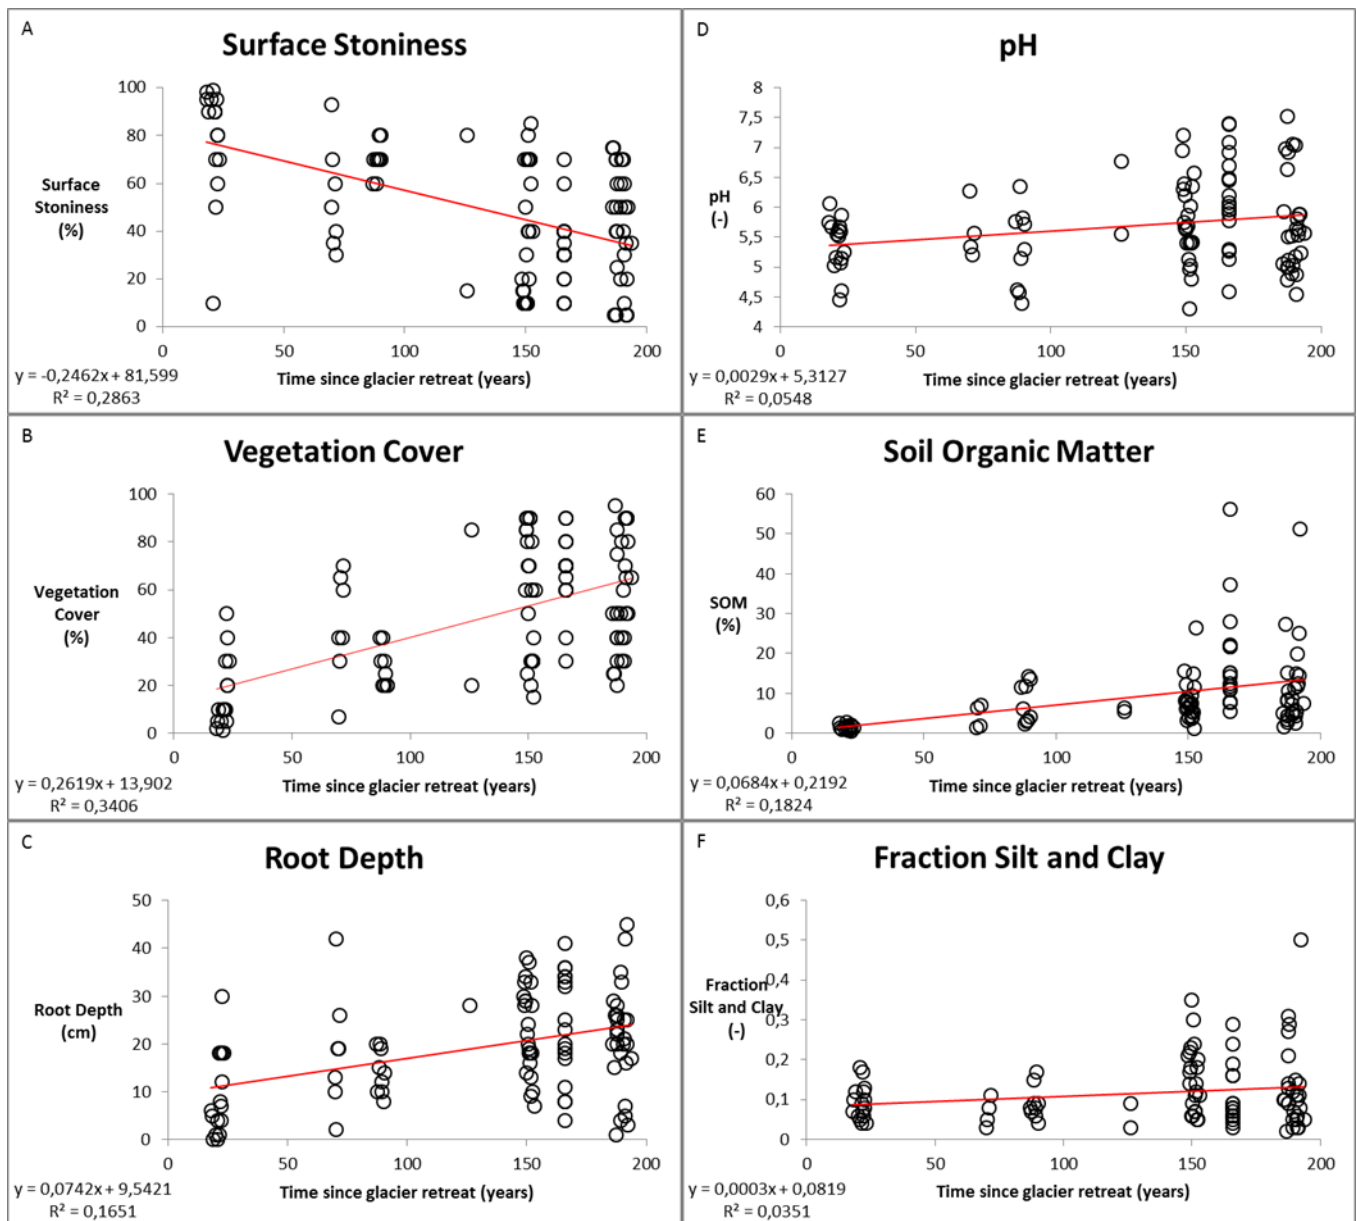 A
Surface Stoniness
100
80
60
40
20
0
Surface
Stoniness
(%)
0 50 100 150 200
Time since glacier retreat (years)
y = -0,2462x + 81,599
R² = 0,2863
D
pH
8
7,5
7
6,5
6
5,5
5
4,5
4
pH
(-)
0 50 100 150 200
Time since glacier retreat (years)
y = 0,0029x + 5,3127
R² = 0,0548
B
Vegetation Cover
100
80
60
40
20
0
Vegetation
Cover
(%)
0 50 100 150 200
Time since glacier retreat (years)
y = 0,2619x + 13,902
R² = 0,3406
E
Soil Organic Matter
60
50
40
30
20
10
0
SOM
(%)
0 50 100 150 200
Time since glacier retreat (years)
y = 0,0684x + 0,2192
R² = 0,1824
C
Root Depth
50
40
30
20
10
0
Root Depth
(cm)
0 50 100 150 200
Time since glacier retreat (years)
y = 0,0742x + 9,5421
R² = 0,1651
F
Fraction Silt and Clay
0,6
0,5
0,4
0,3
0,2
0,1
0
Fraction
Silt and Clay
(-)
0 50 100 150 200
Time since glacier retreat (years)
y = 0,0003x + 0,0819
R² = 0,0351